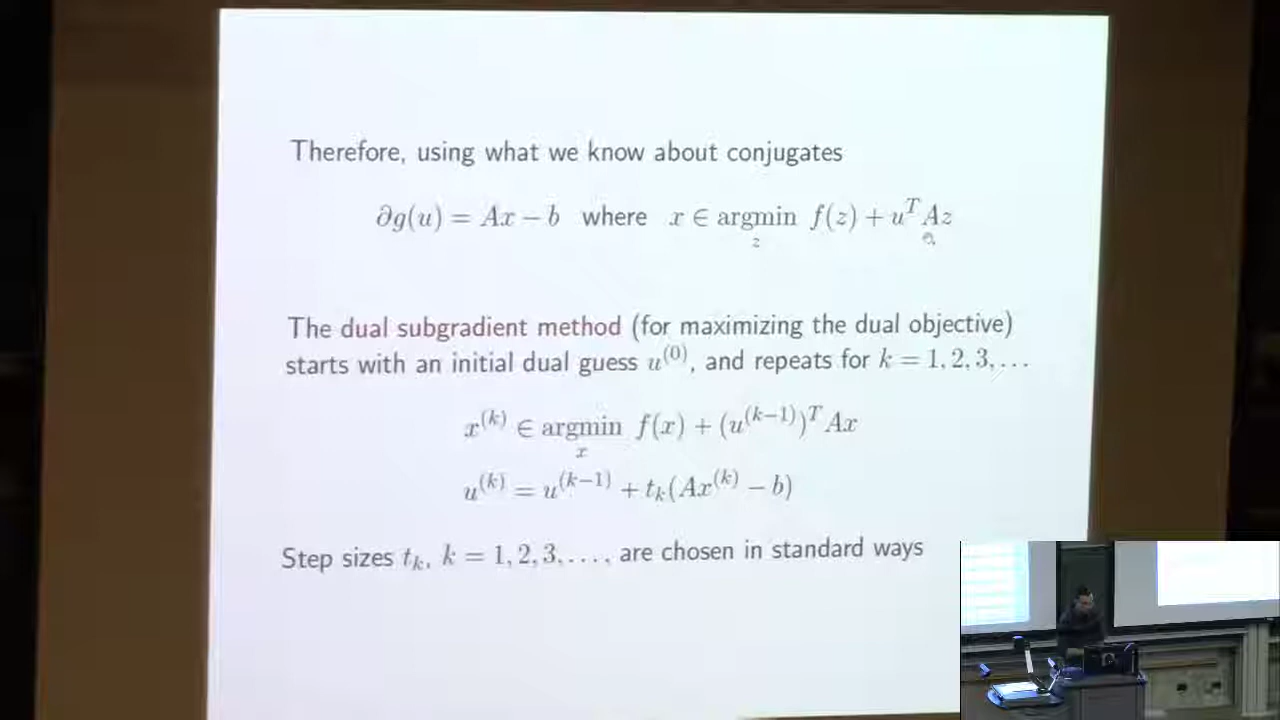 Therefore, using what we know about conjugates
∂g(u) = Ax − b where x ∈ argmin_z f(z) + u^T Az
The dual subgradient method (for maximizing the dual objective)
starts with an initial dual guess u^(0), and repeats for k = 1, 2, 3, . . .
x^(k) ∈ argmin_x f(x) + (u^(k−1))^T Ax
u^(k) = u^(k−1) + t_k(Ax^(k) − b)
Step sizes t_k, k = 1, 2, 3, . . . , are chosen in standard ways